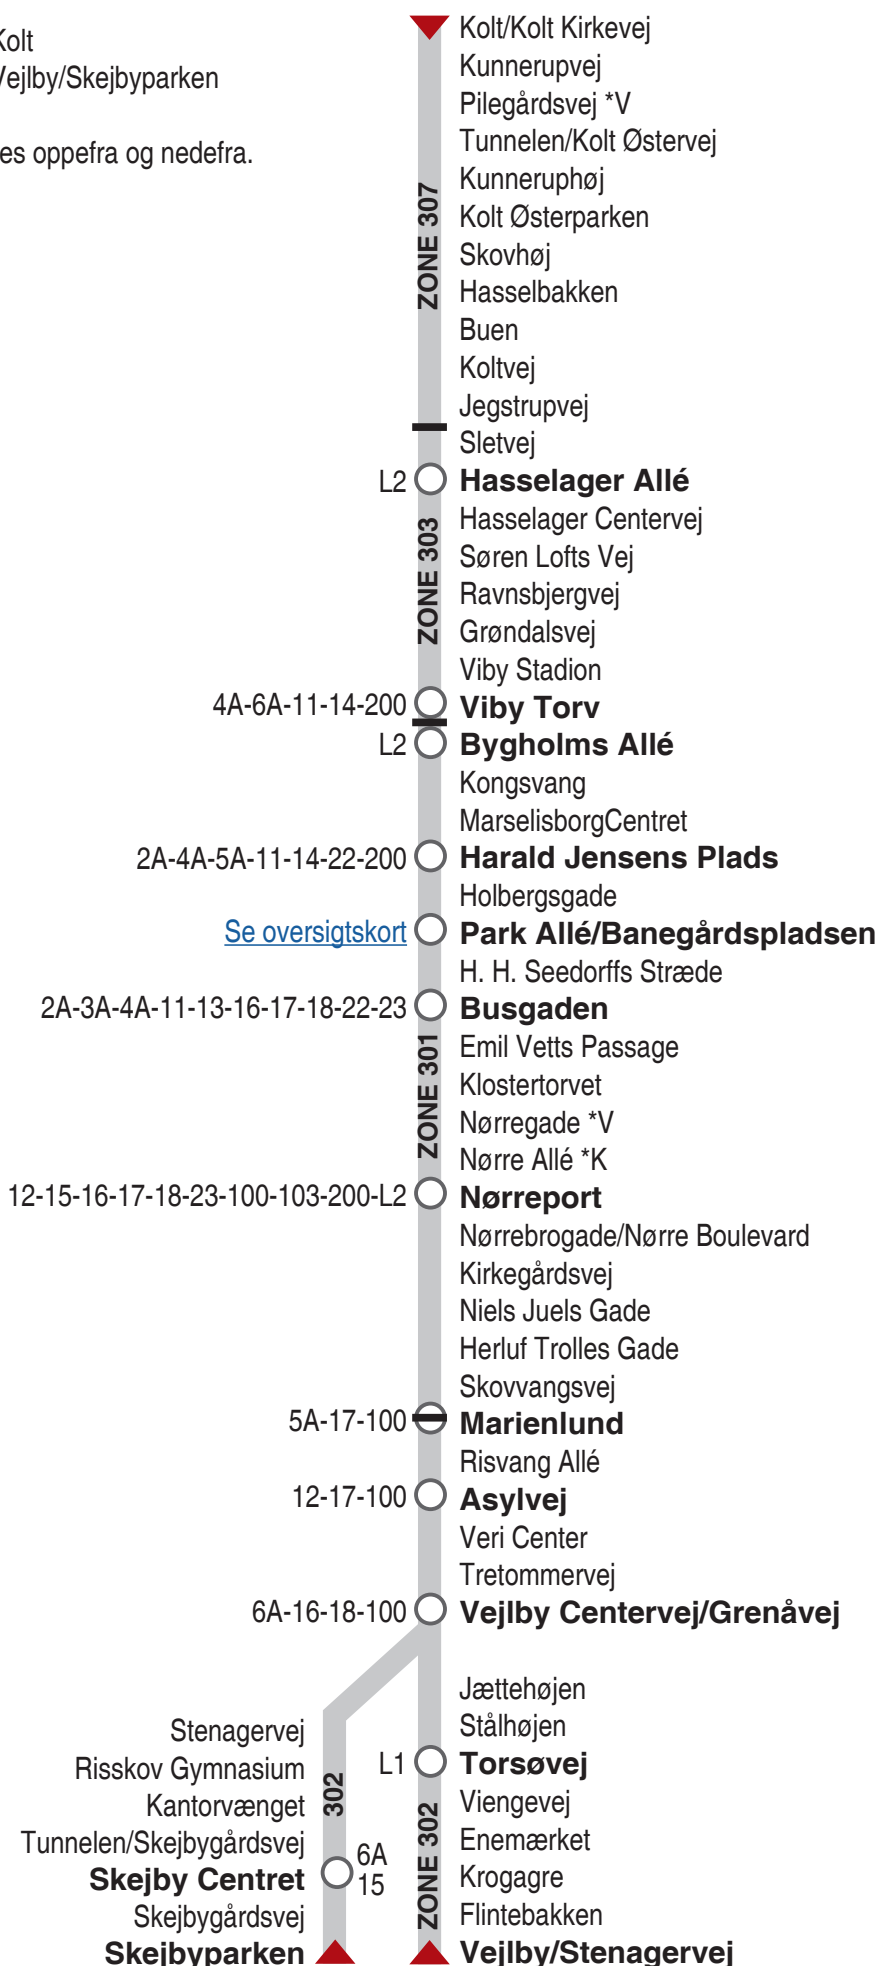 Kolt
Vejlby/Skejbyparken
es oppefra og nedefra.
Kolt/Kolt Kirkevej
Kunnerupvej
Pilegårdsvej *V
Tunnelen/Kolt Østervej
Kunneruphøj
Kolt Østerparken
Skovhøj
Hasselbakken
Buen
Koltvej
Jegstrupvej
ZONE 307
Sletvej
L2 Hasselager Allé
Hasselager Centervej
Søren Lofts Vej
Ravnsbjergvej
Grøndalsvej
Viby Stadion
ZONE 303
4A-6A-11-14-200 Viby Torv
L2 Bygholms Allé
Kongsvang
MarselisborgCentret
2A-4A-5A-11-14-22-200 Harald Jensens Plads
Holbergsgade
Se oversigtskort Park Allé/Banegårdspladsen
H. H. Seedorffs Stræde
2A-3A-4A-11-13-16-17-18-22-23 Busgaden
Emil Vetts Passage
Klostertorvet
Nørregade *V
Nørre Allé *K
ZONE 301
12-15-16-17-18-23-100-103-200-L2 Nørreport
Nørrebrogade/Nørre Boulevard
Kirkegårdsvej
Niels Juels Gade
Herluf Trolles Gade
Skovvangsvej
5A-17-100 Marienlund
Risvang Allé
12-17-100 Asylvej
Veri Center
Tretommervej
6A-16-18-100 Vejlby Centervej/Grenåvej
Jættehøjen
Stålhøjen
L1 Torsøvej
Viengevej
Enemærket
Krogagre
Flintebakken
Vejlby/Stenagervej
ZONE 302
Stenagervej
Risskov Gymnasium
Kantorvænget
Tunnelen/Skejbygårdsvej
302
Skejby Centret 6A
15
Skejbygårdsvej
Skejbyparken